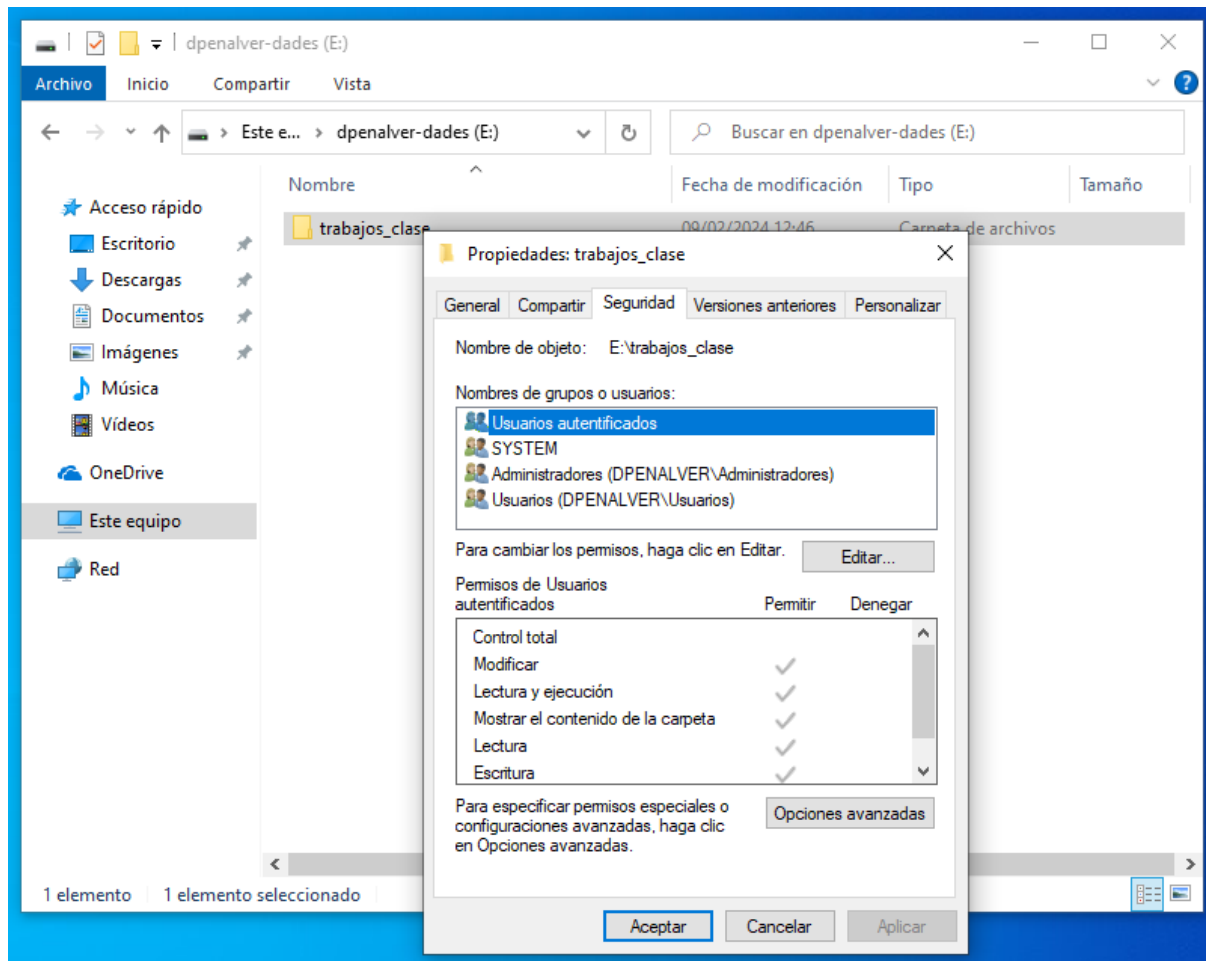 dpenalver-dades (E:)
Archivo Inicio Compartir Vista
Este e... dpenalver-dades (E:)
Buscar en dpenalver-dades (E:)
Nombre Fecha de modificación Tipo Tamaño
trabajos_clase 09/02/2024 12:46 Carpeta de archivos
Acceso rápido
Escritorio
Descargas
Documentos
Imágenes
Música
Vídeos
OneDrive
Este equipo
Red
1 elemento 1 elemento seleccionado
Propiedades: trabajos_clase
General Compartir Seguridad Versiones anteriores Personalizar
Nombre de objeto: E:\trabajos_clase
Nombres de grupos o usuarios:
Usuarios autentificados
SYSTEM
Administradores (DPENALVER\Administradores)
Usuarios (DPENALVER\Usuarios)
Para cambiar los permisos, haga clic en Editar. Editar...
Permisos de Usuarios
autentificados Permitir Denegar
Control total
Modificar
Lectura y ejecución
Mostrar el contenido de la carpeta
Lectura
Escritura
Para especificar permisos especiales o
configuraciones avanzadas, haga clic
en Opciones avanzadas.
Opciones avanzadas
Aceptar Cancelar Aplicar